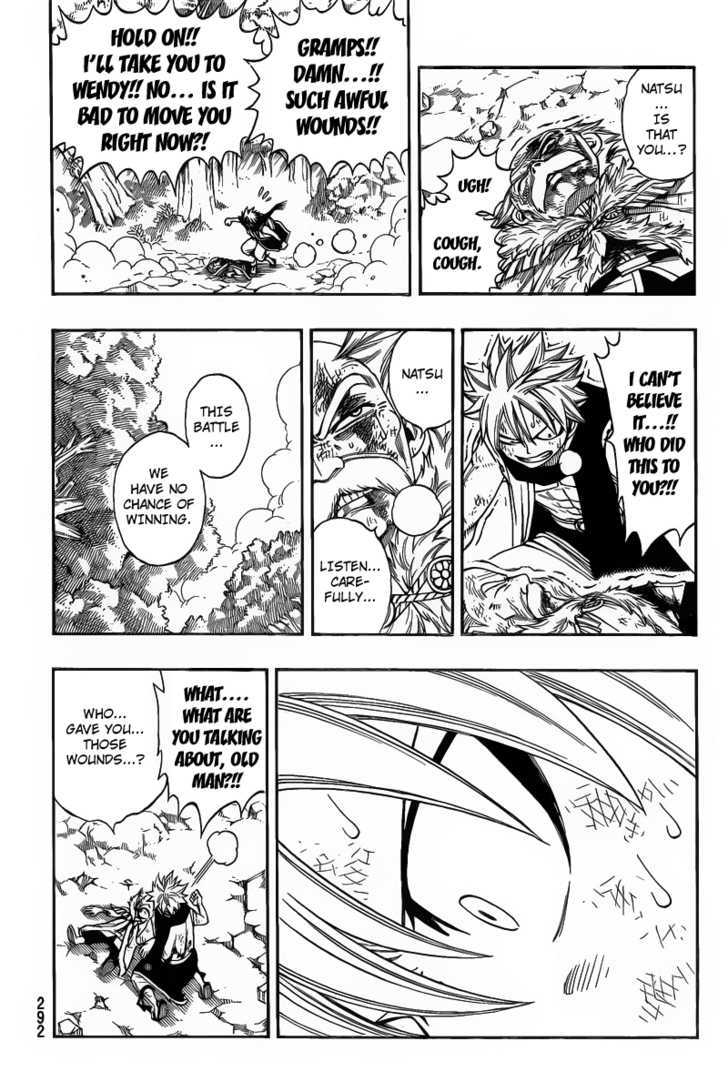 NATSU
...
IS
THAT
YOU...?
UGH!
COUGH,
COUGH.
GRAMPS!!
DAMN...!!
SUCH AWFUL
WOUNDS!!
HOLD ON!!
I'LL TAKE YOU TO
WENDY!! NO... IS IT
BAD TO MOVE YOU
RIGHT NOW?!
I CAN'T
BELIEVE
IT...!!
WHO DID
THIS TO
YOU?!!
NATSU
...
LISTEN...
CARE-
FULLY...
THIS
BATTLE
...
WE
HAVE NO
CHANCE OF
WINNING.
WHAT....
WHAT ARE
YOU TALKING
ABOUT, OLD
MAN?!!
WHO...
GAVE YOU...
THOSE
WOUNDS...?
292